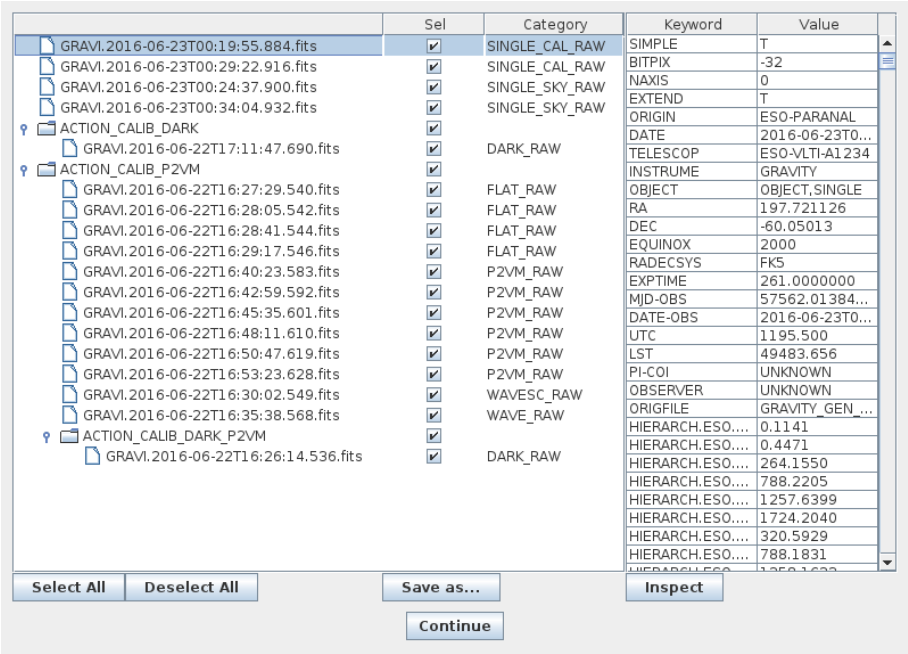 Sel Category
GRAVI.2016-06-23T00:19:55.884.fits SINGLE_CAL_RAW
GRAVI.2016-06-23T00:29:22.916.fits SINGLE_CAL_RAW
GRAVI.2016-06-23T00:24:37.900.fits SINGLE_SKY_RAW
GRAVI.2016-06-23T00:34:04.932.fits SINGLE_SKY_RAW
ACTION_CALIB_DARK
GRAVI.2016-06-22T17:11:47.690.fits DARK_RAW
ACTION_CALIB_P2VM
GRAVI.2016-06-22T16:27:29.540.fits FLAT_RAW
GRAVI.2016-06-22T16:28:05.542.fits FLAT_RAW
GRAVI.2016-06-22T16:28:41.544.fits FLAT_RAW
GRAVI.2016-06-22T16:29:17.546.fits FLAT_RAW
GRAVI.2016-06-22T16:40:23.583.fits P2VM_RAW
GRAVI.2016-06-22T16:42:59.592.fits P2VM_RAW
GRAVI.2016-06-22T16:45:35.601.fits P2VM_RAW
GRAVI.2016-06-22T16:48:11.610.fits P2VM_RAW
GRAVI.2016-06-22T16:50:47.619.fits P2VM_RAW
GRAVI.2016-06-22T16:53:23.628.fits P2VM_RAW
GRAVI.2016-06-22T16:30:02.549.fits WAVESC_RAW
GRAVI.2016-06-22T16:35:38.568.fits WAVE_RAW
ACTION_CALIB_DARK_P2VM
GRAVI.2016-06-22T16:26:14.536.fits DARK_RAW
Keyword Value
SIMPLE T
BITPIX -32
NAXIS 0
EXTEND T
ORIGIN ESO-PARANAL
DATE 2016-06-23T0...
TELESCOP ESO-VLTI-A1234
INSTRUME GRAVITY
OBJECT OBJECT,SINGLE
RA 197.721126
DEC -60.05013
EQUINOX 2000
RADECSYS FK5
EXPTIME 261.0000000
MJD-OBS 57562.01384...
DATE-OBS 2016-06-23T0...
UTC 1195.500
LST 49483.656
PI-COI UNKNOWN
OBSERVER UNKNOWN
ORIGFILE GRAVITY_GEN_...
HIERARCH.ESO.... 0.1141
HIERARCH.ESO.... 0.4471
HIERARCH.ESO.... 264.1550
HIERARCH.ESO.... 788.2205
HIERARCH.ESO.... 1257.6399
HIERARCH.ESO.... 1724.2040
HIERARCH.ESO.... 320.5929
HIERARCH.ESO.... 788.1831
Select All Deselect All Save as... Inspect
Continue